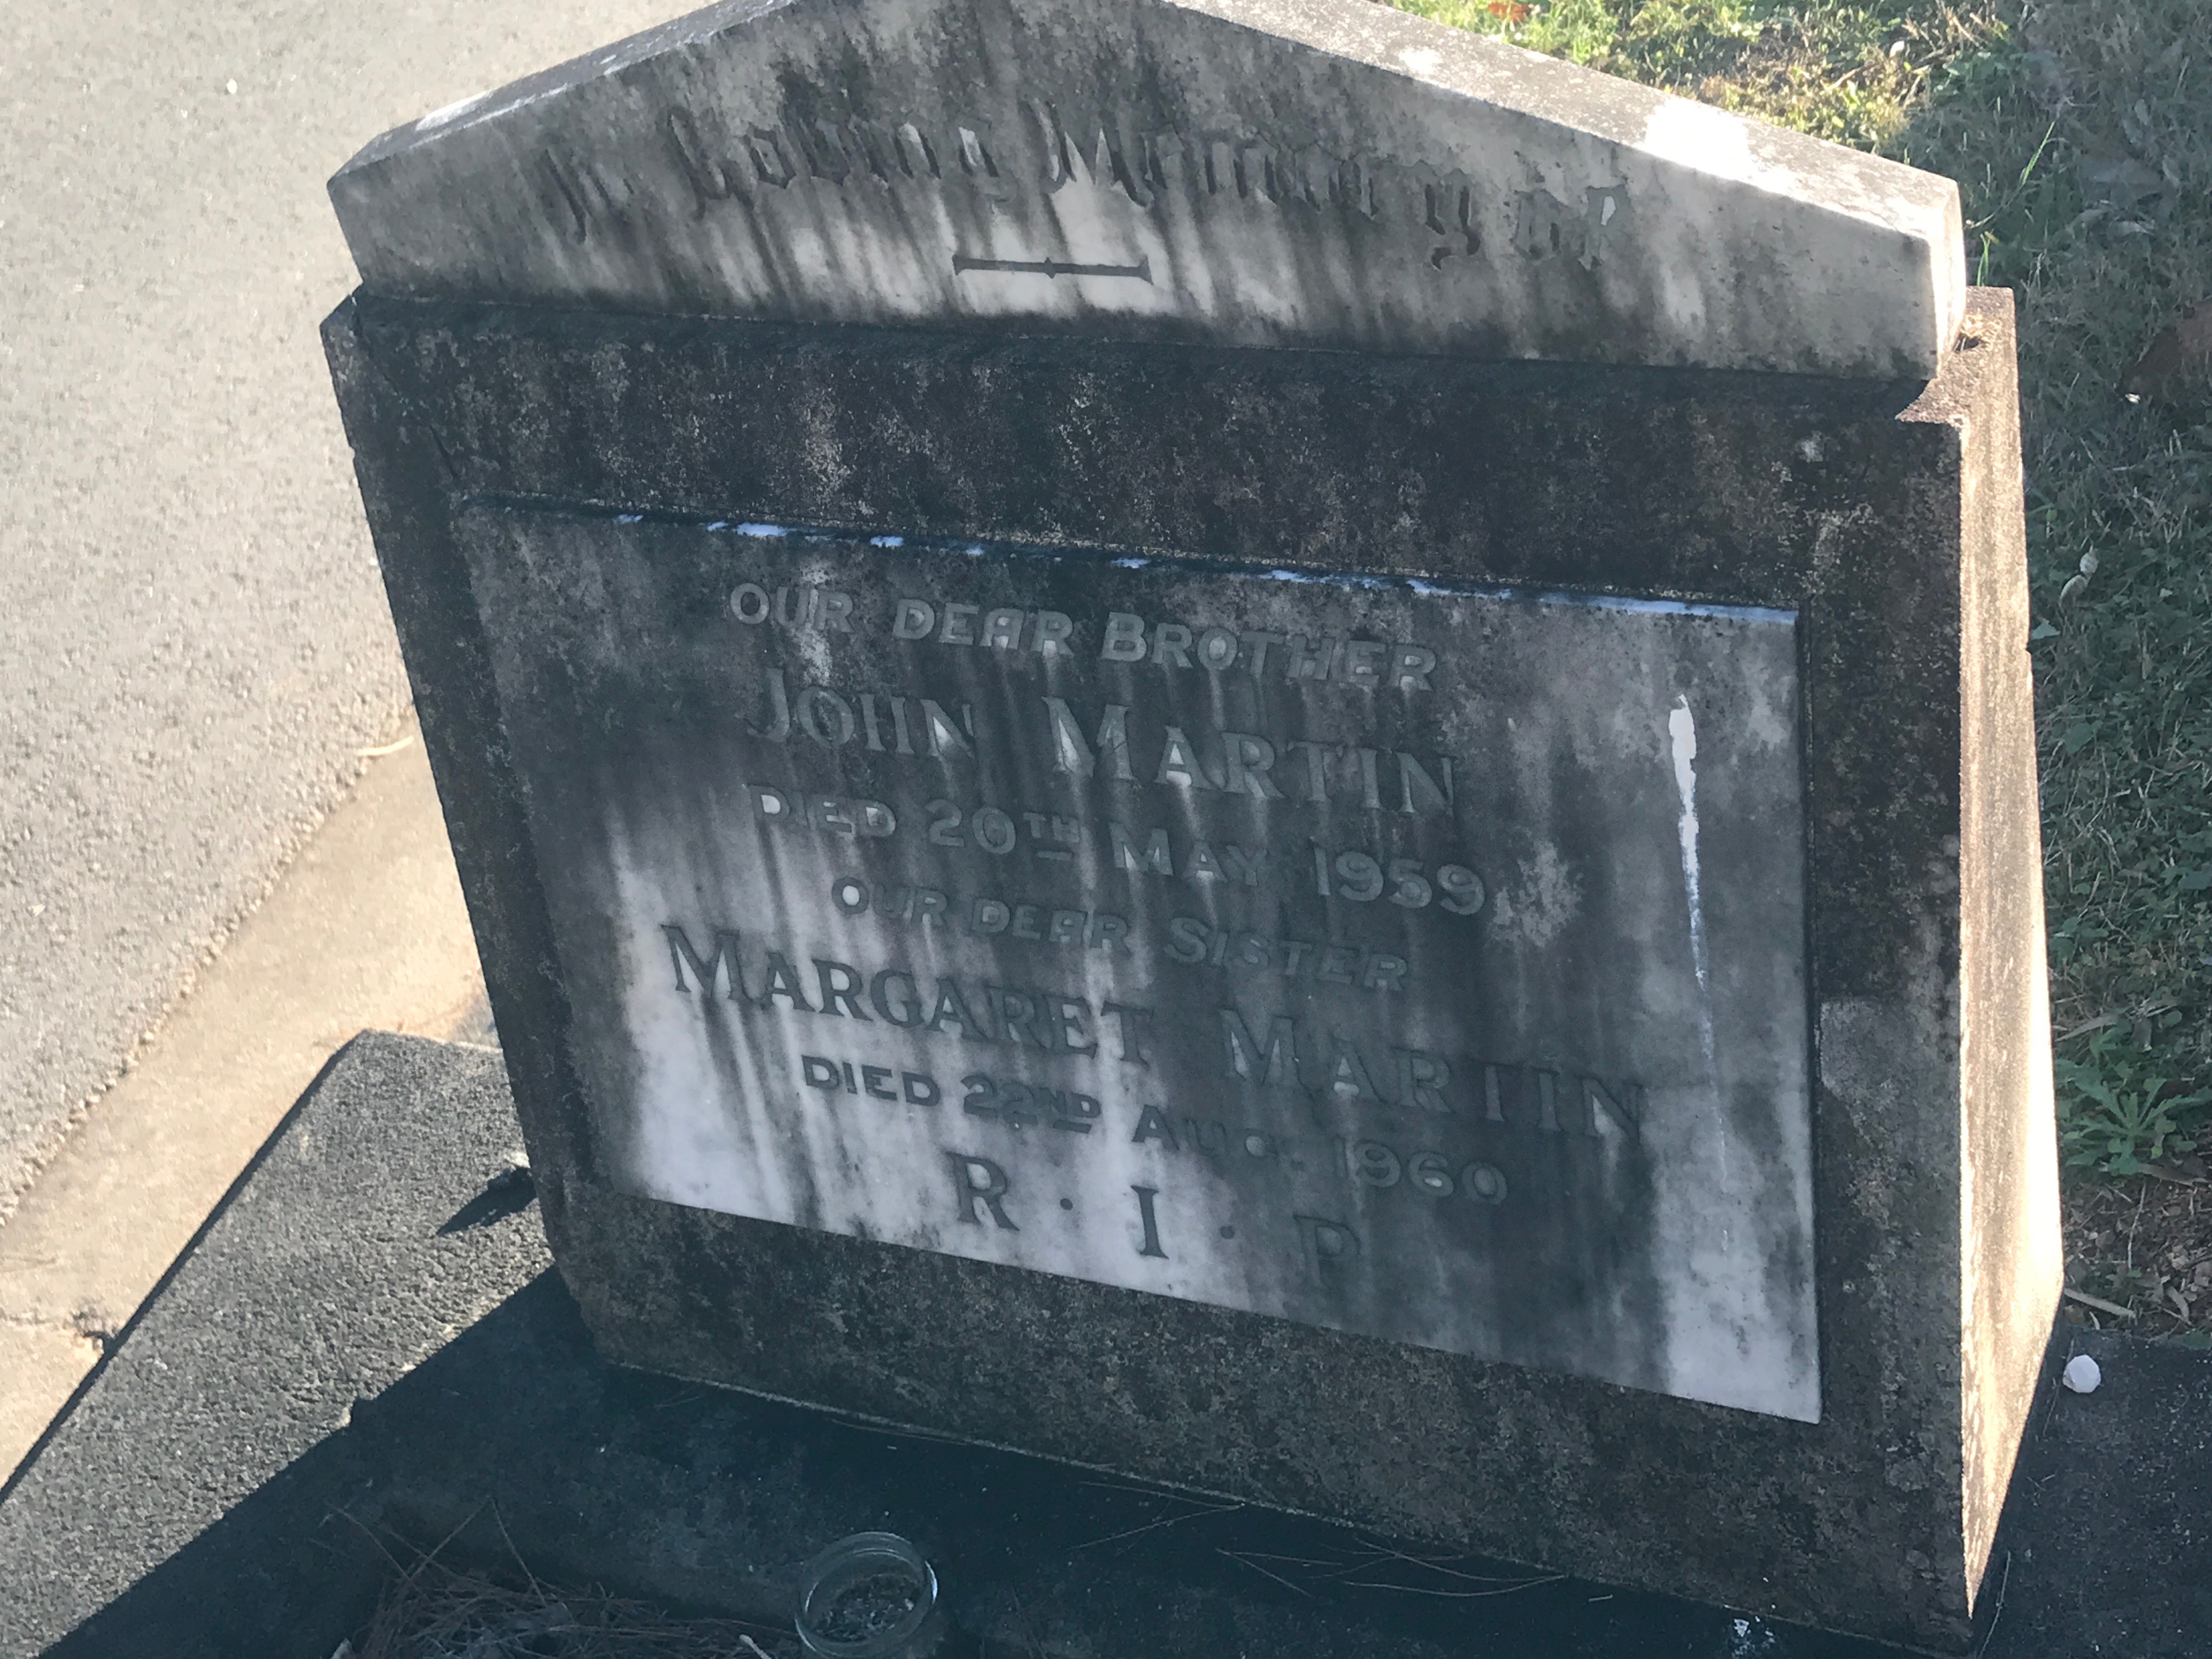 In Loving Memory of
OUR DEAR BROTHER
JOHN MARTIN
DIED 20TH MAY 1959
OUR DEAR SISTER
MARGARET MARTIN
DIED 22ND AUG. 1960
R · I · P